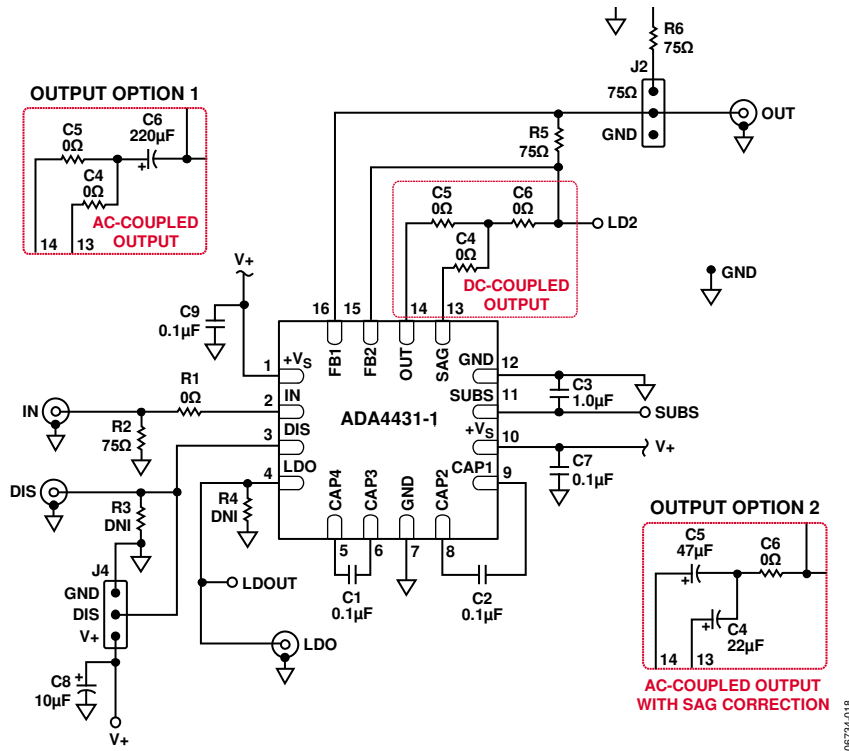 R6
75Ω
J2
75Ω
GND
OUT
OUTPUT OPTION 1
C6
220µF
+
C5
0Ω
C4
0Ω
AC-COUPLED
OUTPUT
14 13
R5
75Ω
C5
0Ω
C6
0Ω
C4
0Ω
LD2
DC-COUPLED
OUTPUT
GND
V+
C9
0.1µF
16 15 14 13
FB1
FB2
OUT
SAG
1
+VS
2
IN
3
DIS
4
LDO
ADA4431-1
GND
12
SUBS
11
+VS
10
CAP1
9
CAP4
CAP3
GND
CAP2
5 6 7 8
R1
0Ω
IN
R2
75Ω
DIS
R3
DNI
R4
DNI
J4
GND
DIS
V+
C8
10µF
+
V+
LDOUT
LDO
C1
0.1µF
C2
0.1µF
C3
1.0µF
SUBS
V+
C7
0.1µF
OUTPUT OPTION 2
C5
47µF
+
C6
0Ω
+
C4
22µF
14 13
AC-COUPLED OUTPUT
WITH SAG CORRECTION
06734-018